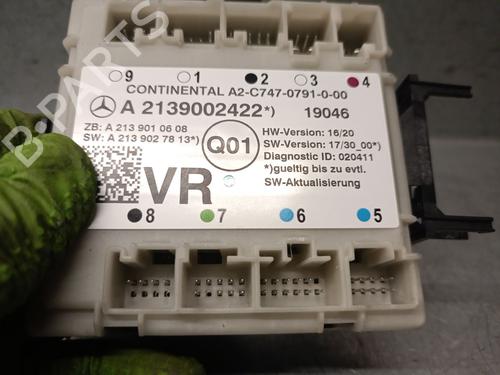 9 1 2 3 4
CONTINENTAL A2-C747-0791-0-00
A 2139002422*) 19046
ZB: A 213 901 06 08
SW: A 213 902 78 13*)
Q01
HW-Version: 16/20
SW-Version: 17/30_00*)
Diagnostic ID: 020411
*)gueltig bis zu evtl.
SW-Aktualisierung
VR
8 7 6 5
B-PARTS